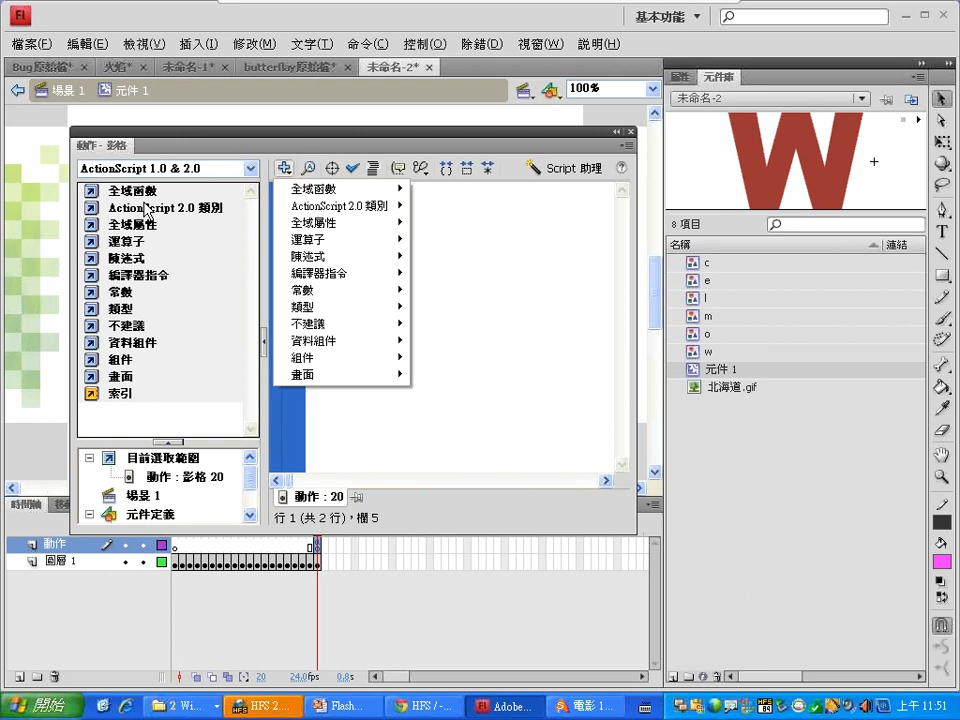 Fl
基本功能
檔案(F) 編輯(E) 檢視(V) 插入(I) 修改(M) 文字(T) 命令(C) 控制(O) 除錯(D) 視窗(W) 說明(H)
Bug原始檔* 火焰* 未命名-1* butterflay原始檔* 未命名-2*
場景 1 元件 1
100%
屬性 元件庫
未命名-2
W
8 項目
名稱 連結
c
e
l
m
o
w
元件 1
北海道.gif
動作 - 影格
ActionScript 1.0 & 2.0
Script 助理
全域函數
ActionScript 2.0 類別
全域屬性
運算子
陳述式
編譯器指令
常數
類型
不建議
資料組件
組件
畫面
索引
全域函數
ActionScript 2.0 類別
全域屬性
運算子
陳述式
編譯器指令
常數
類型
不建議
資料組件
組件
畫面
目前選取範圍
動作 : 影格 20
場景 1
元件定義
動作 : 20
行 1 (共 2 行)，欄 5
時間軸
動作
圖層 1
20 24.0fps 0.8s
開始
2 Wi...
HFS 2....
Flash...
HFS / -...
Adobe...
電影 1...
上午 11:51